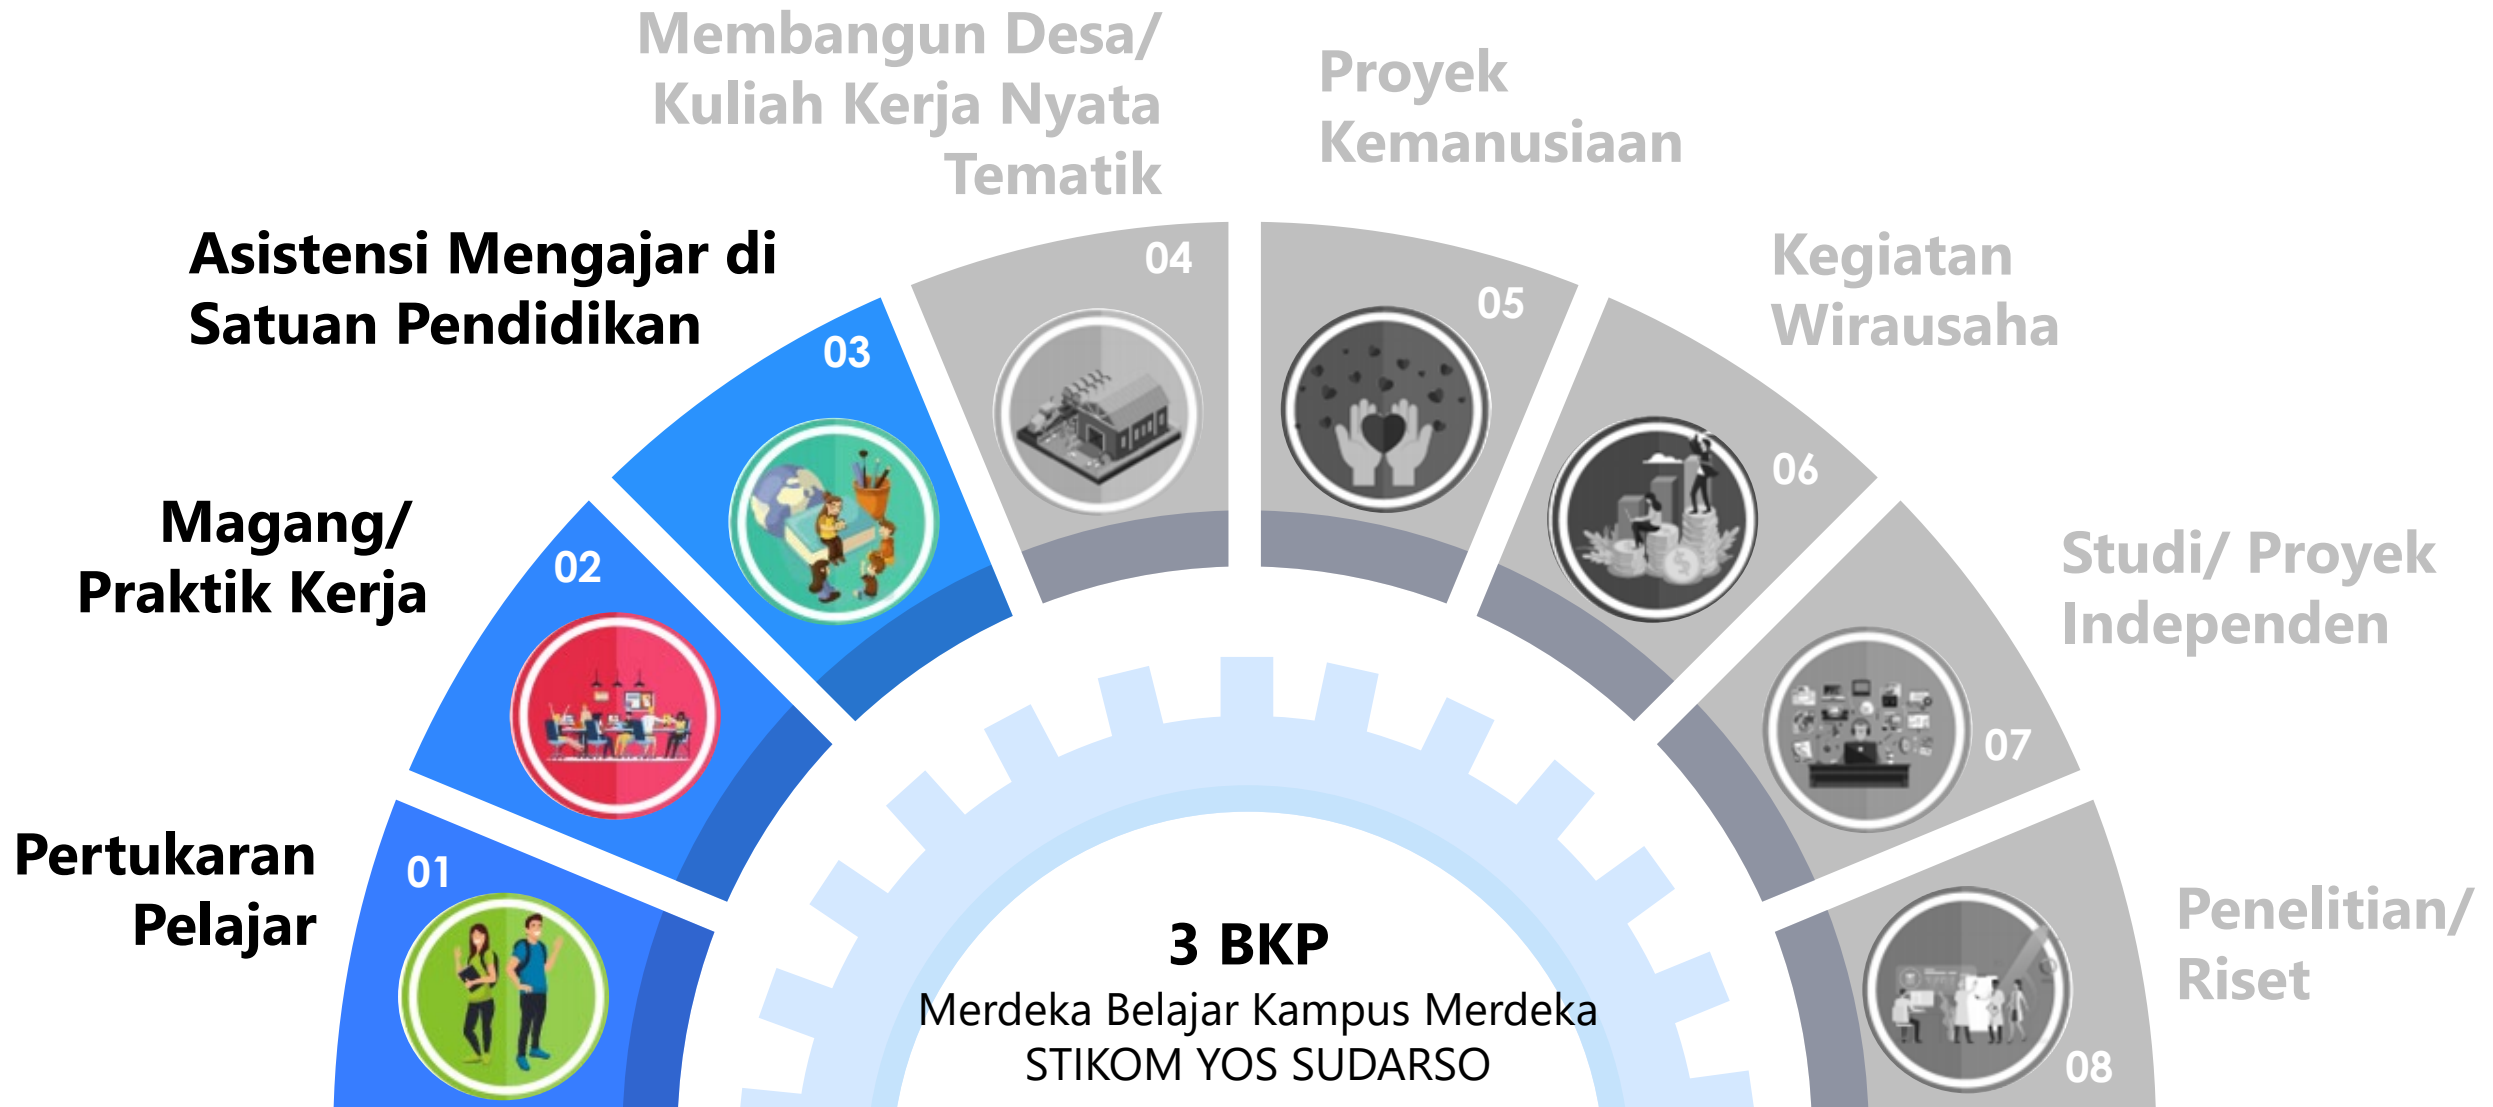 Membangun Desa/
Kuliah Kerja Nyata
Tematik
Proyek
Kemanusiaan
Asistensi Mengajar di
Satuan Pendidikan
Kegiatan
Wirausaha
Magang/
Praktik Kerja
Studi/ Proyek
Independen
Pertukaran
Pelajar
Penelitian/
Riset
01
02
03
04
05
06
07
08
3 BKP
Merdeka Belajar Kampus Merdeka
STIKOM YOS SUDARSO